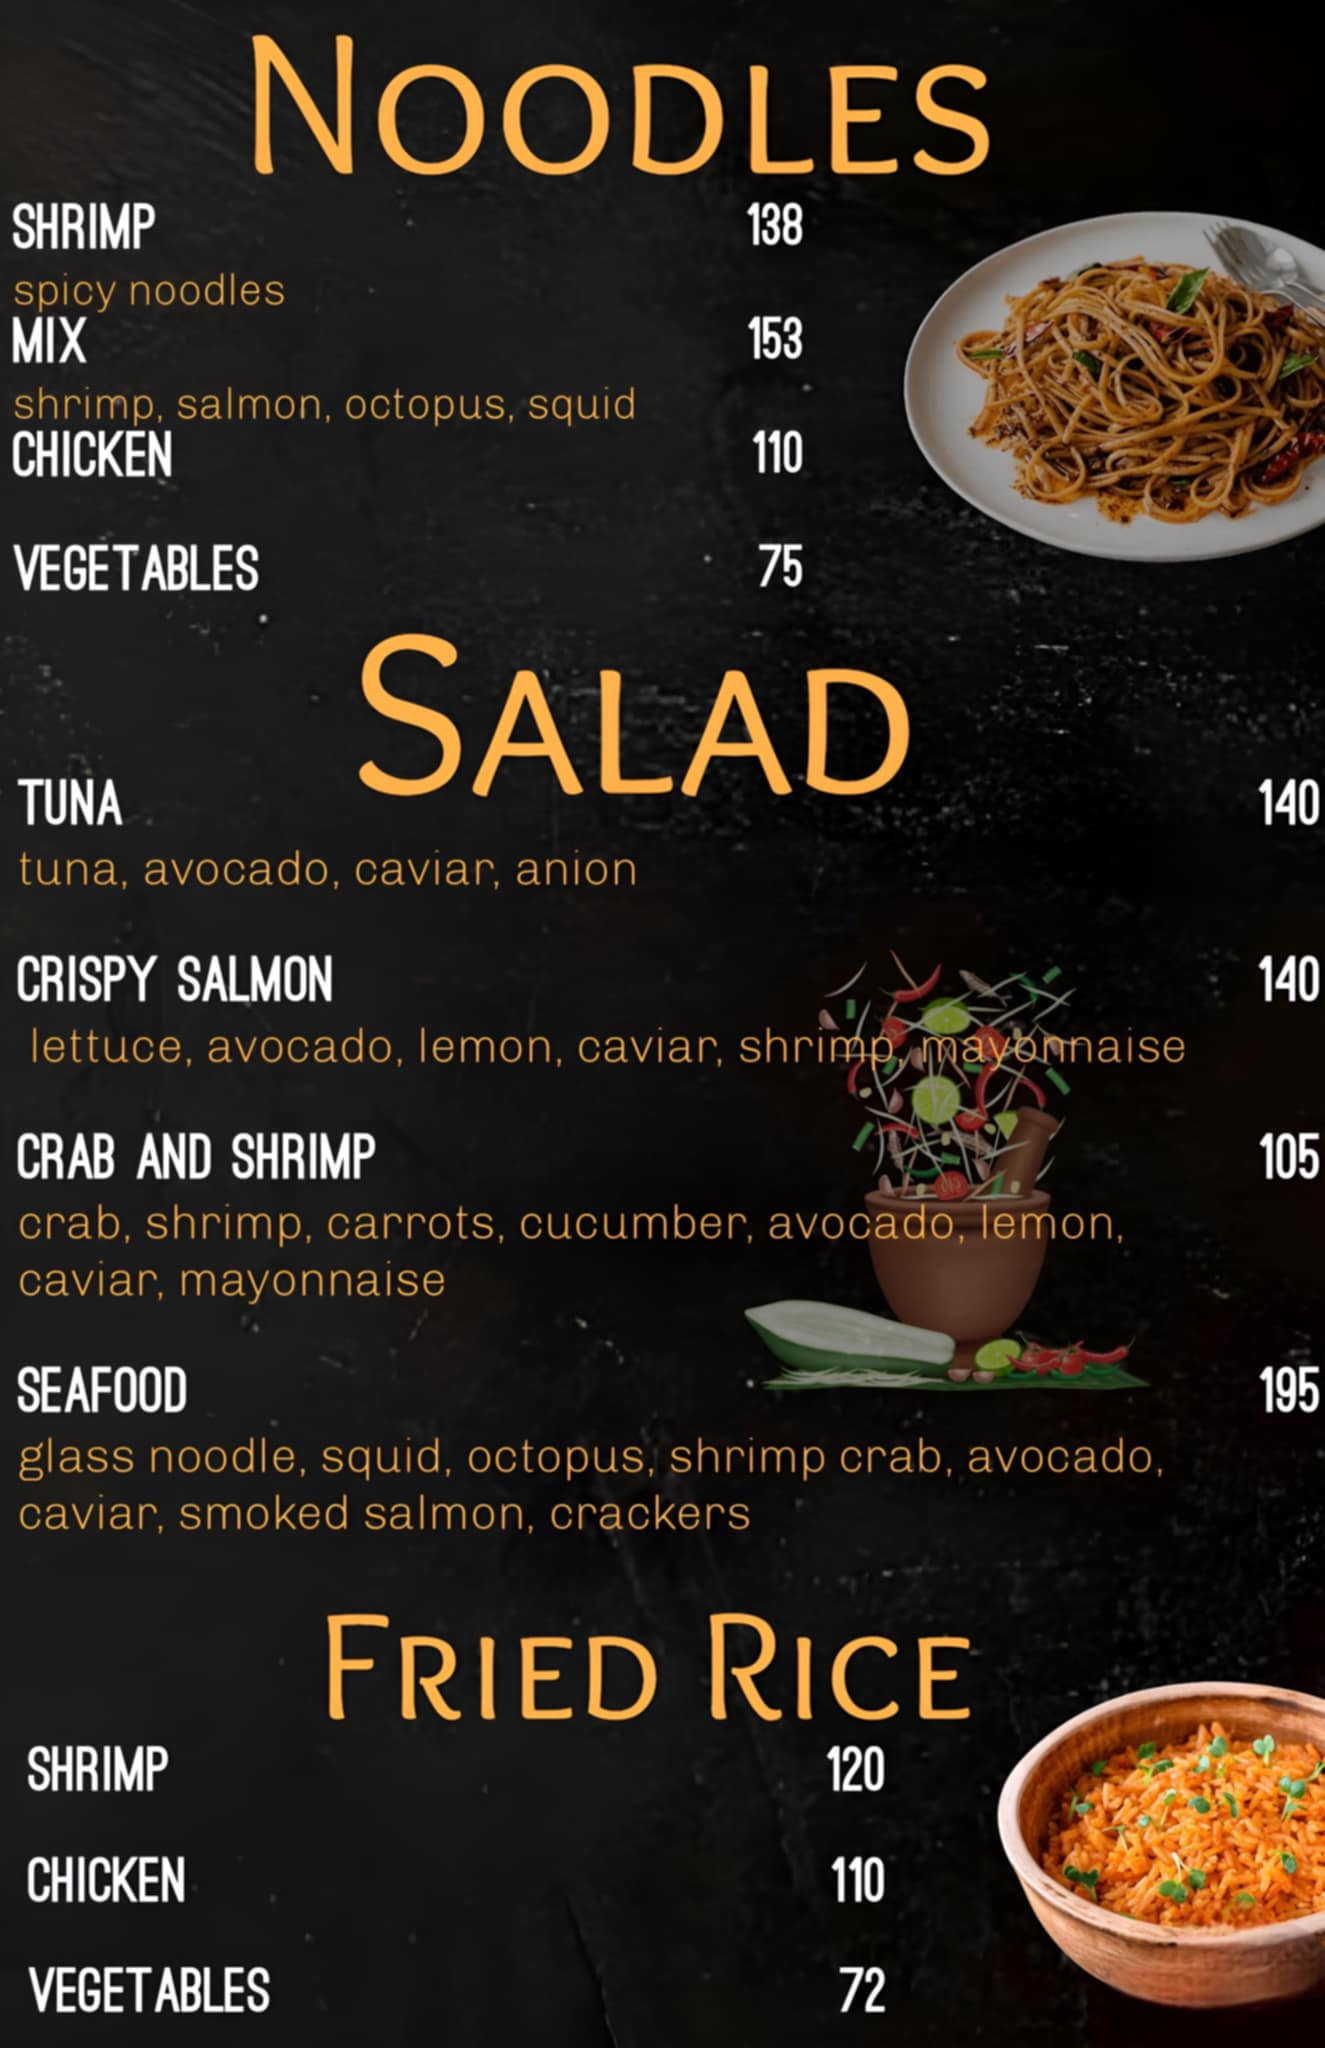 NOODLES
SHRIMP 138
spicy noodles
MIX 153
shrimp, salmon, octopus, squid
CHICKEN 110
VEGETABLES 75
SALAD
TUNA 140
tuna, avocado, caviar, anion
CRISPY SALMON 140
lettuce, avocado, lemon, caviar, shrimp, mayonnaise
CRAB AND SHRIMP 105
crab, shrimp, carrots, cucumber, avocado, lemon,
caviar, mayonnaise
SEAFOOD 195
glass noodle, squid, octopus, shrimp crab, avocado,
caviar, smoked salmon, crackers
FRIED RICE
SHRIMP 120
CHICKEN 110
VEGETABLES 72